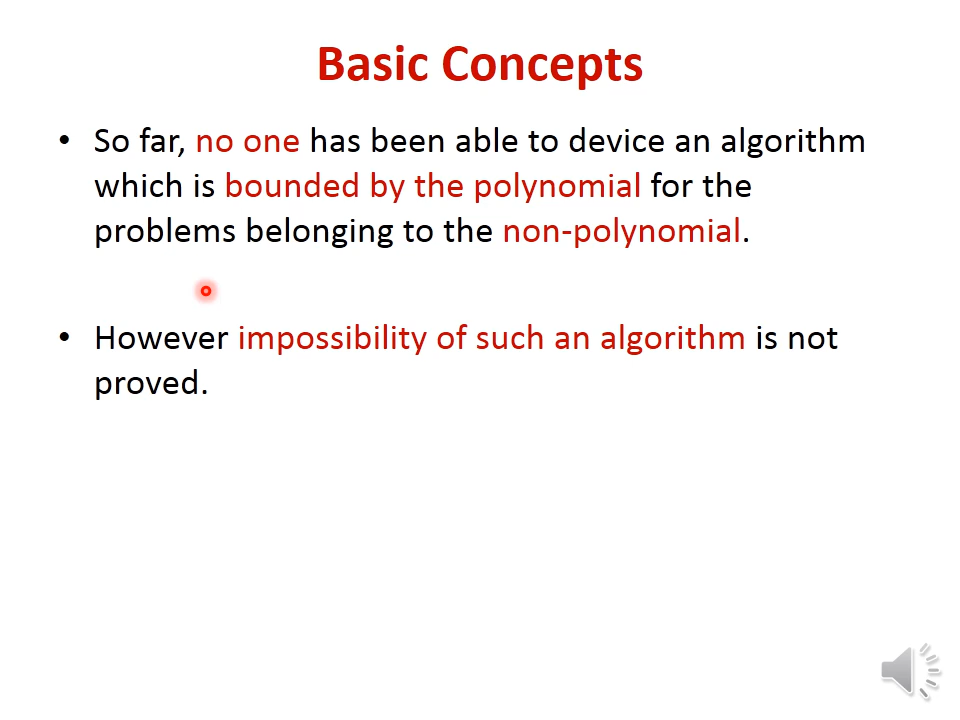 Basic Concepts
• So far, no one has been able to device an algorithm
which is bounded by the polynomial for the
problems belonging to the non-polynomial.
• However impossibility of such an algorithm is not
proved.